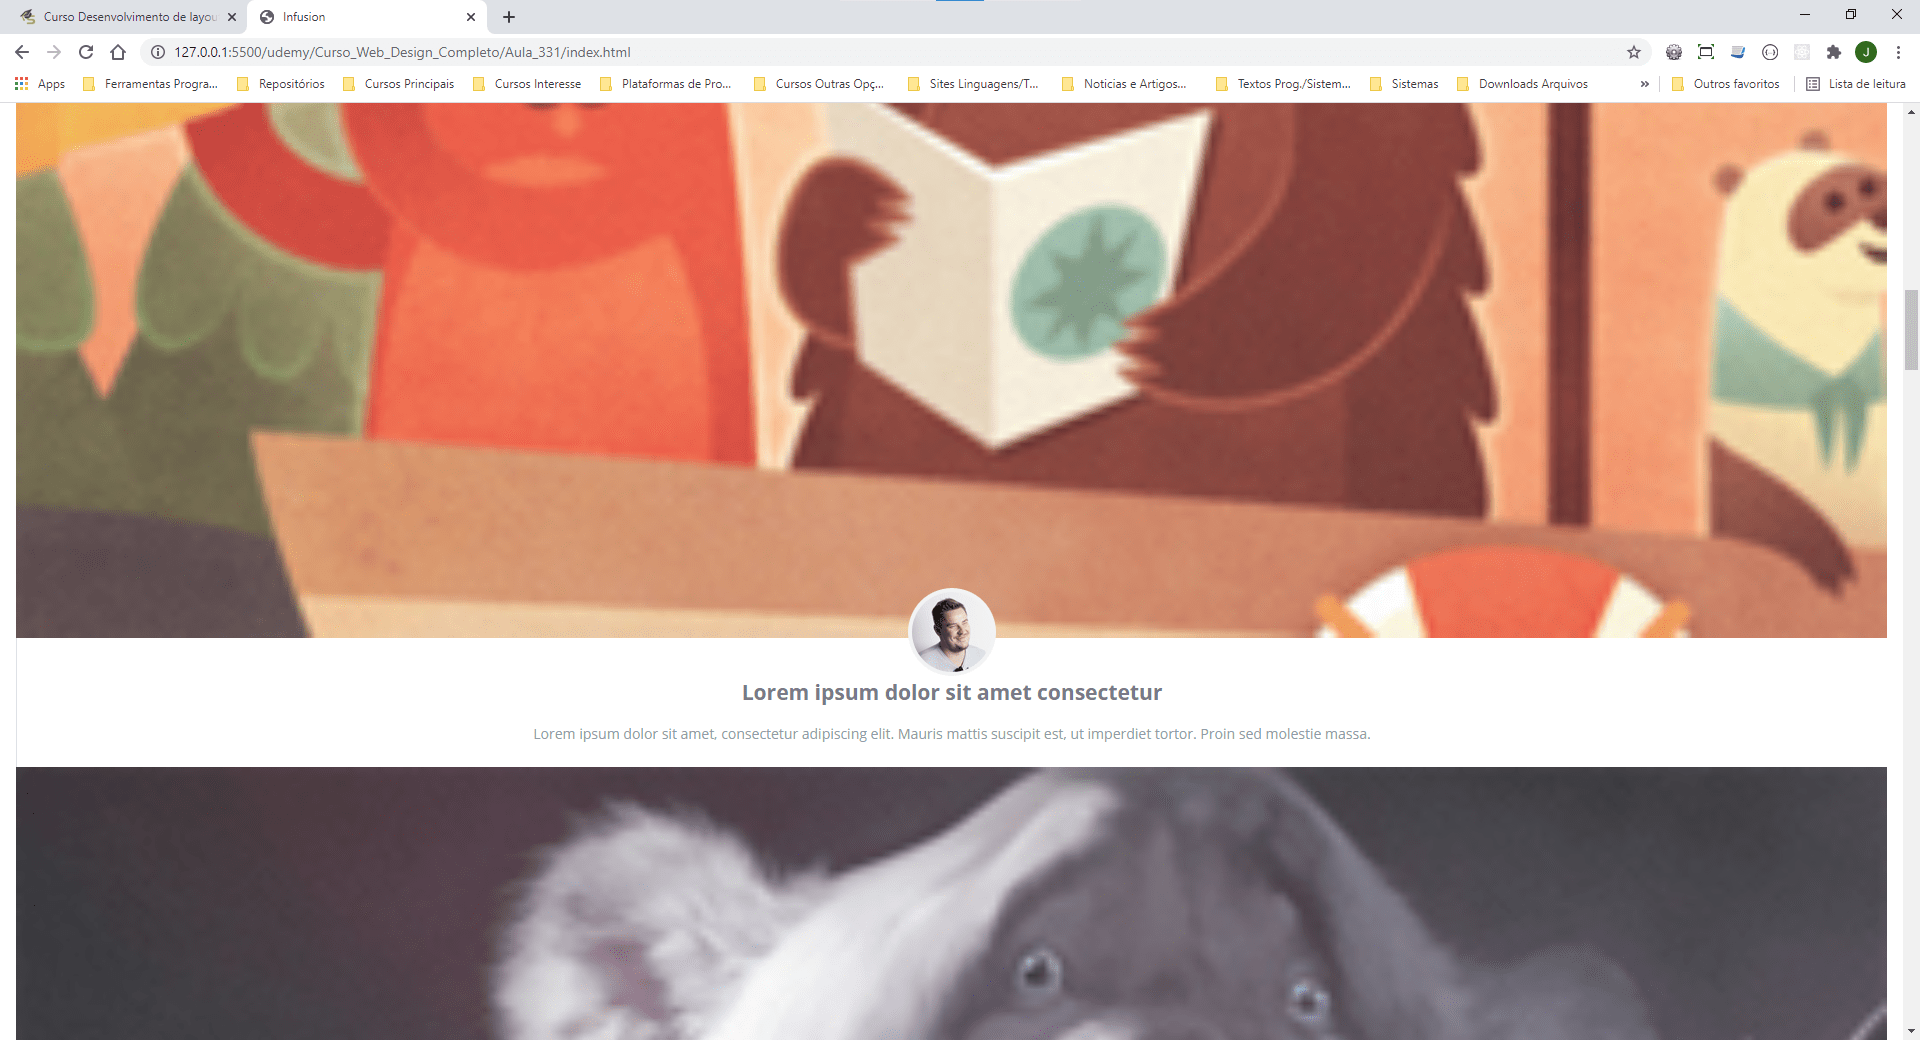 Curso Desenvolvimento de layou
Infusion
127.0.0.1:5500/udemy/Curso_Web_Design_Completo/Aula_331/index.html
J
Apps
Ferramentas Progra...
Repositórios
Cursos Principais
Cursos Interesse
Plataformas de Pro...
Cursos Outras Opç...
Sites Linguagens/T...
Noticias e Artigos...
Textos Prog./Sistem...
Sistemas
Downloads Arquivos
»
Outros favoritos
Lista de leitura
Lorem ipsum dolor sit amet consectetur
Lorem ipsum dolor sit amet, consectetur adipiscing elit. Mauris mattis suscipit est, ut imperdiet tortor. Proin sed molestie massa.